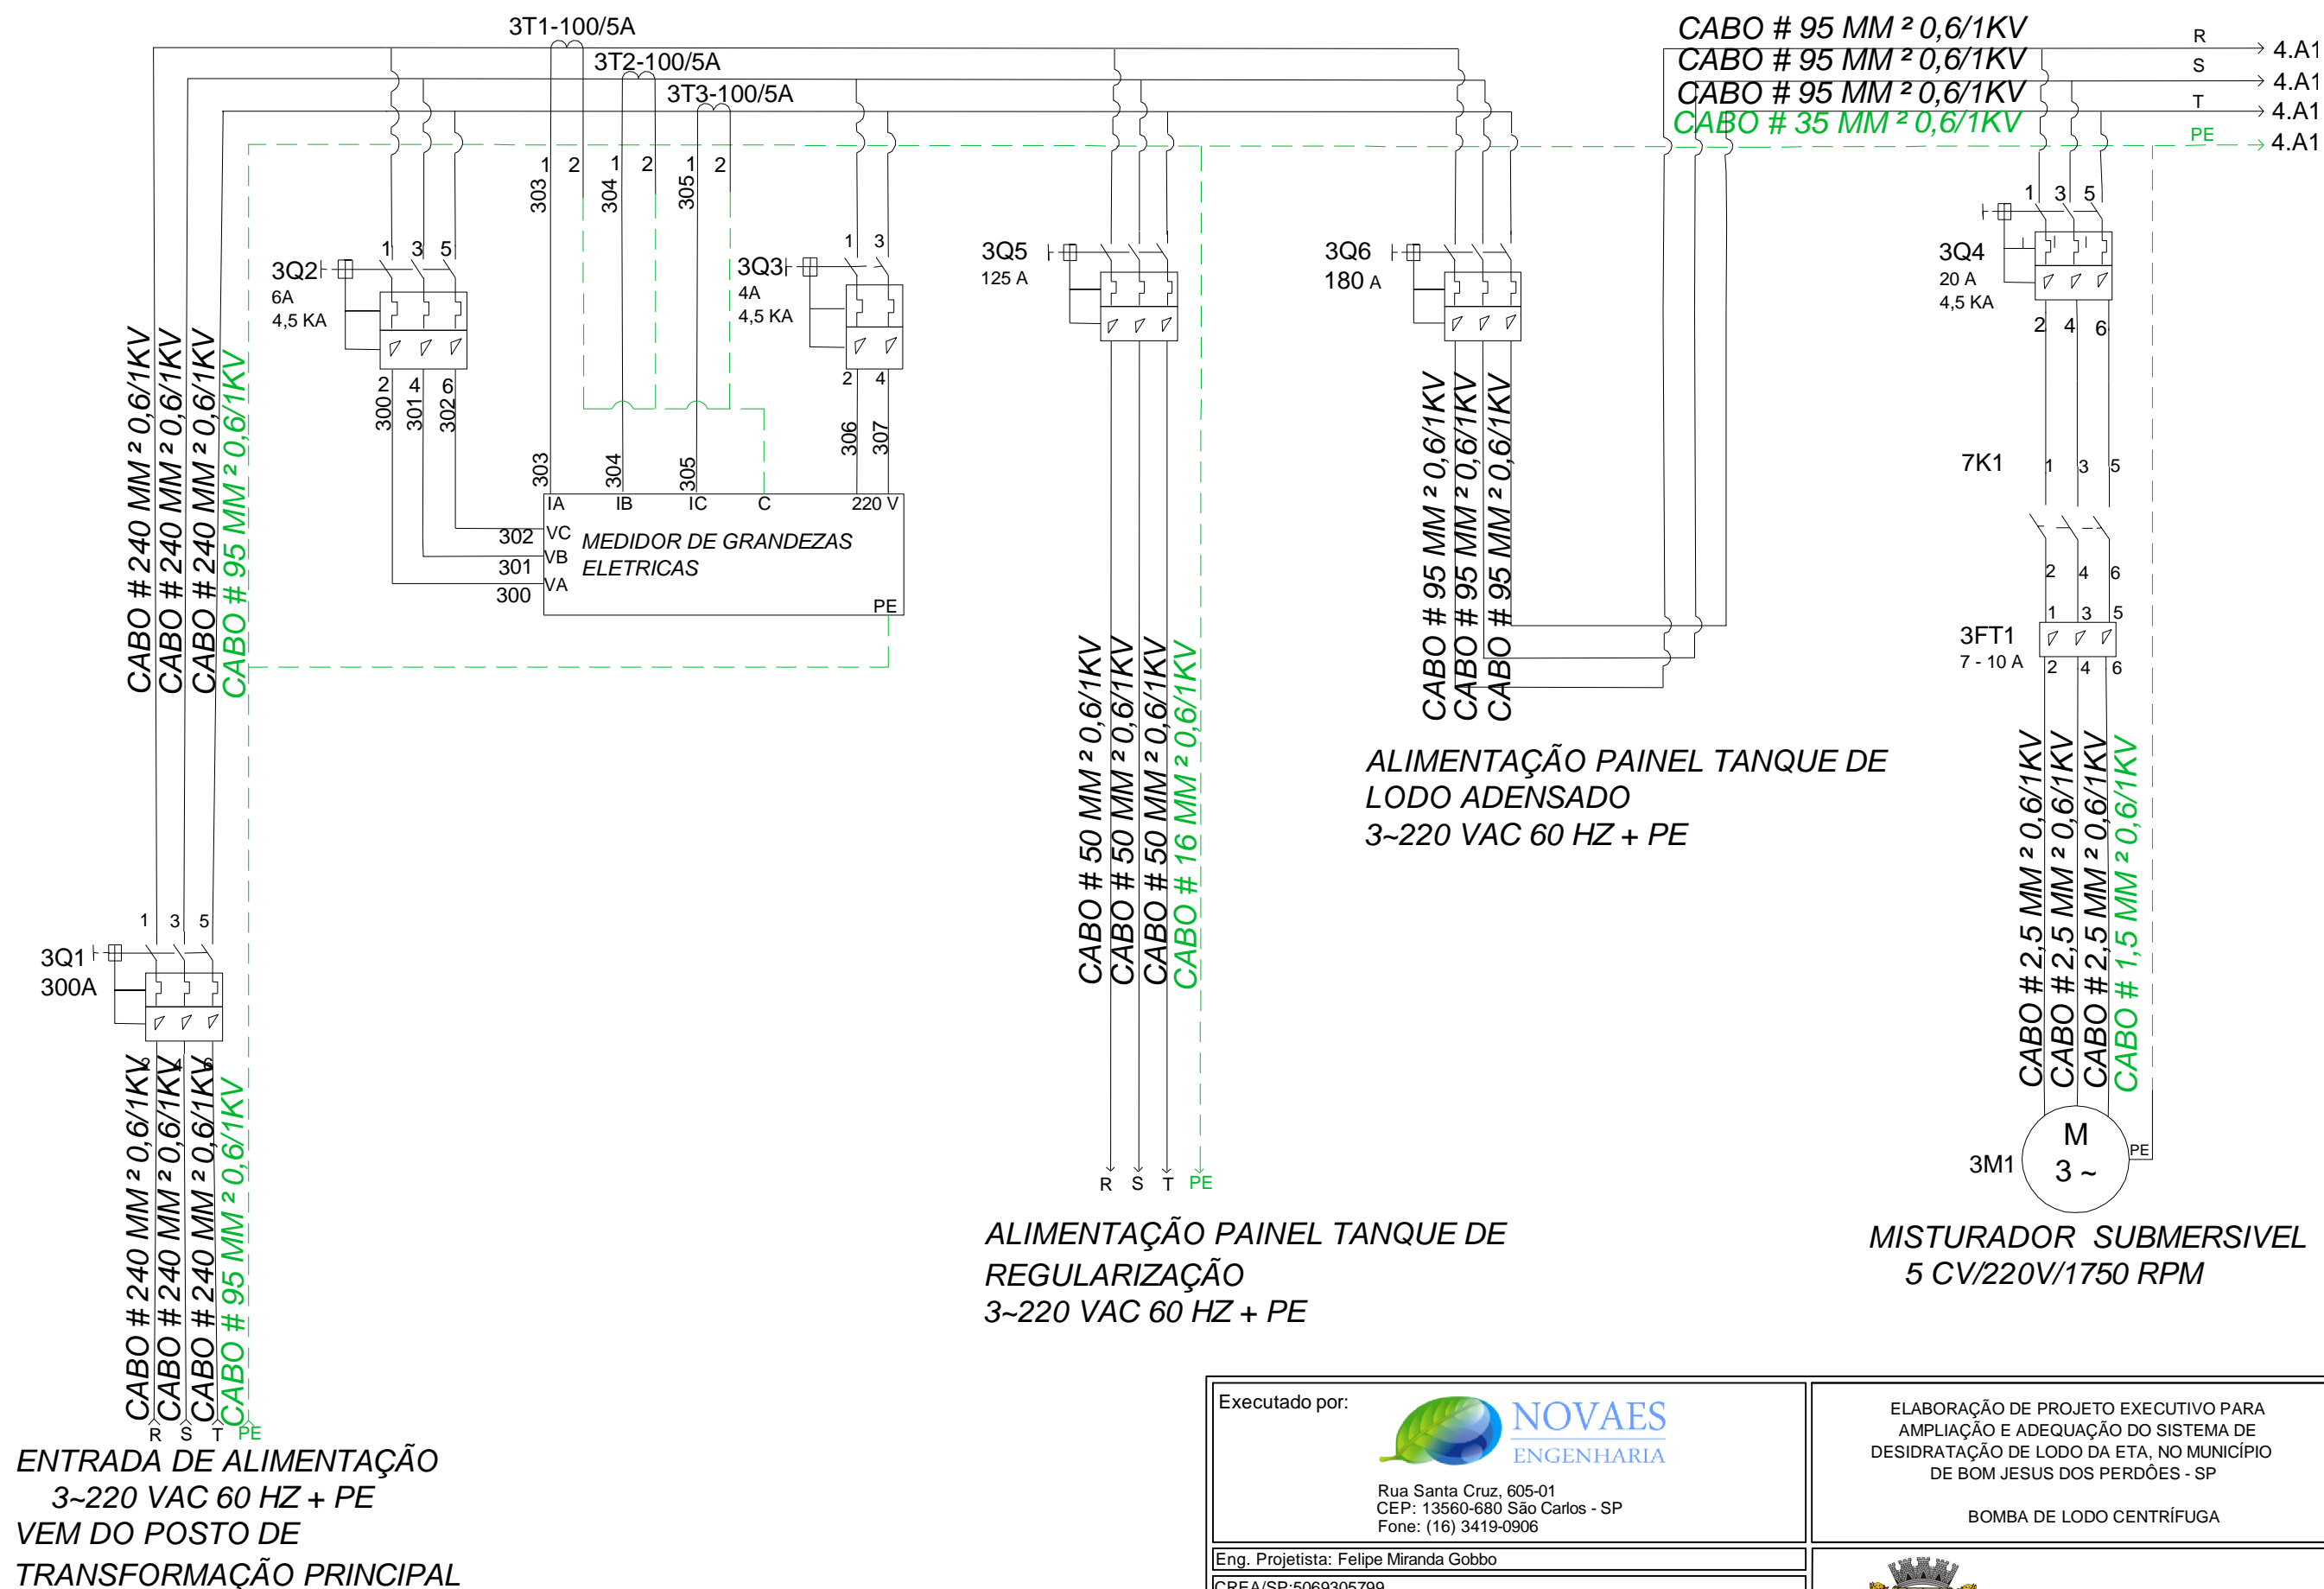 3T1-100/5A
3T2-100/5A
3T3-100/5A
CABO # 95 MM ² 0,6/1KV
CABO # 95 MM ² 0,6/1KV
CABO # 95 MM ² 0,6/1KV
CABO # 35 MM ² 0,6/1KV
R
S
T
PE
4.A1
4.A1
4.A1
4.A1
1 2
1 2
1 2
303
304
305
3Q2
6A
4,5 KA
1 3 5
2 4 6
300
301
302
3Q3
4A
4,5 KA
1 3
2 4
306
307
3Q5
125 A
3Q6
180 A
3Q4
20 A
4,5 KA
1 3 5
2 4 6
303
304
305
IA IB IC C 220 V
302 VC
301 VB
300 VA
MEDIDOR DE GRANDEZAS
ELETRICAS
PE
CABO # 240 MM ² 0,6/1KV
CABO # 240 MM ² 0,6/1KV
CABO # 240 MM ² 0,6/1KV
CABO # 95 MM ² 0,6/1KV
CABO # 50 MM ² 0,6/1KV
CABO # 50 MM ² 0,6/1KV
CABO # 50 MM ² 0,6/1KV
CABO # 16 MM ² 0,6/1KV
CABO # 95 MM ² 0,6/1KV
CABO # 95 MM ² 0,6/1KV
CABO # 95 MM ² 0,6/1KV
ALIMENTAÇÃO PAINEL TANQUE DE
LODO ADENSADO
3~220 VAC 60 HZ + PE
7K1
1 3 5
2 4 6
3FT1
7 - 10 A
1 3 5
2 4 6
CABO # 2,5 MM ² 0,6/1KV
CABO # 2,5 MM ² 0,6/1KV
CABO # 2,5 MM ² 0,6/1KV
CABO # 1,5 MM ² 0,6/1KV
3M1
M
3 ~
PE
MISTURADOR SUBMERSIVEL
5 CV/220V/1750 RPM
3Q1
300A
1 3 5
2 4 6
CABO # 240 MM ² 0,6/1KV
CABO # 240 MM ² 0,6/1KV
CABO # 240 MM ² 0,6/1KV
CABO # 95 MM ² 0,6/1KV
R S T PE
ENTRADA DE ALIMENTAÇÃO
3~220 VAC 60 HZ + PE
VEM DO POSTO DE
TRANSFORMAÇÃO PRINCIPAL
R S T PE
ALIMENTAÇÃO PAINEL TANQUE DE
REGULARIZAÇÃO
3~220 VAC 60 HZ + PE
Executado por:
NOVAES
ENGENHARIA
Rua Santa Cruz, 605-01
CEP: 13560-680 São Carlos - SP
Fone: (16) 3419-0906
Eng. Projetista: Felipe Miranda Gobbo
CREA/SP:5069305799
ELABORAÇÃO DE PROJETO EXECUTIVO PARA
AMPLIAÇÃO E ADEQUAÇÃO DO SISTEMA DE
DESIDRATAÇÃO DE LODO DA ETA, NO MUNICÍPIO
DE BOM JESUS DOS PERDÔES - SP
BOMBA DE LODO CENTRÍFUGA